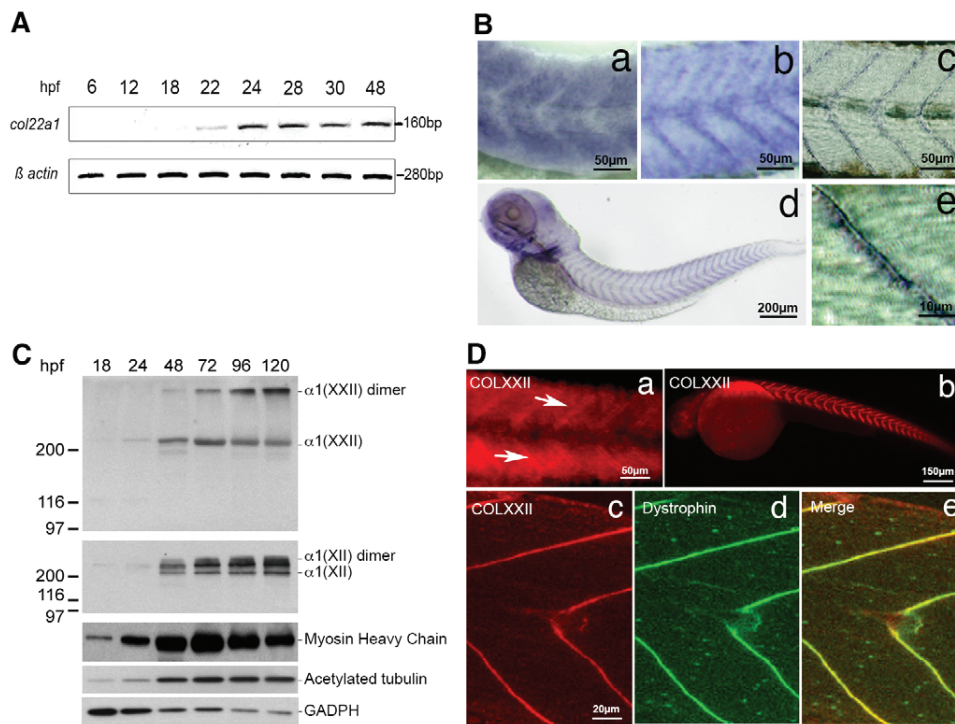 A
hpf 6 12 18 22 24 28 30 48
col22a1 160bp
ß actin 280bp
B
a
50µm
b
50µm
c
50µm
d
200µm
e
10µm
C
hpf 18 24 48 72 96 120
α1(XXII) dimer
α1(XXII)
200
116
97
α1(XII) dimer
α1(XII)
200
116
97
Myosin Heavy Chain
Acetylated tubulin
GADPH
D
COLXXII a
50µm
COLXXII b
150µm
COLXXII c
20µm
Dystrophin d
Merge e